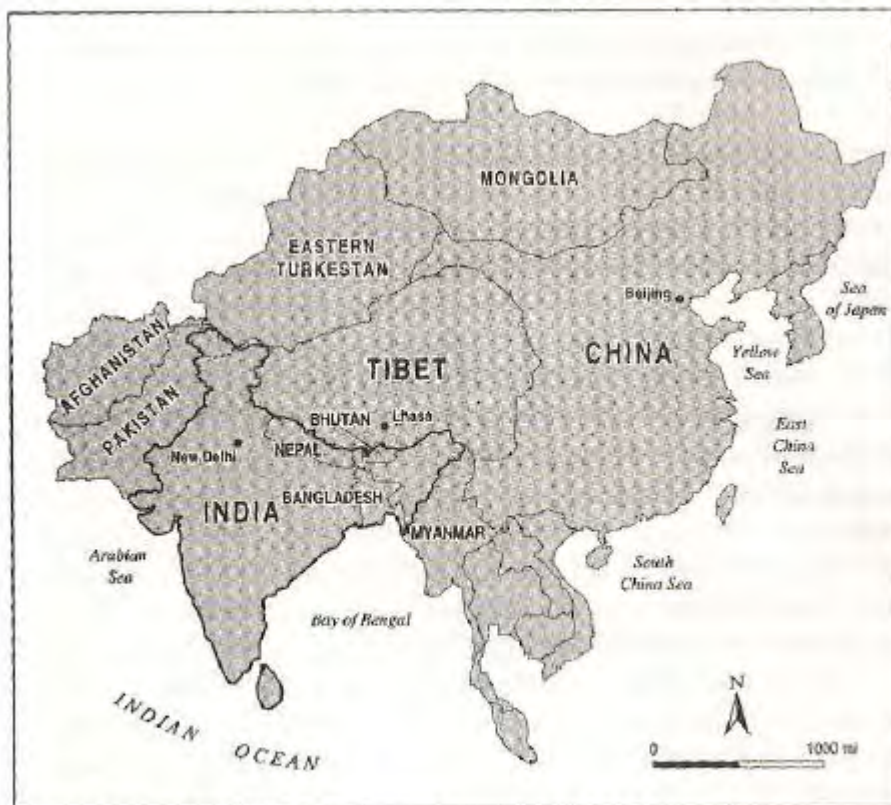 MONGOLIA
EASTERN
TURKESTAN
Beijing
Sea
of Japan
AFGHANISTAN
TIBET
CHINA
Yellow
Sea
PAKISTAN
BHUTAN
Lhasa
New Delhi
NEPAL
East
China
Sea
BANGLADESH
INDIA
MYANMAR
Arabian
Sea
South
China Sea
Bay of Bengal
N
INDIAN OCEAN
0 1000 mi